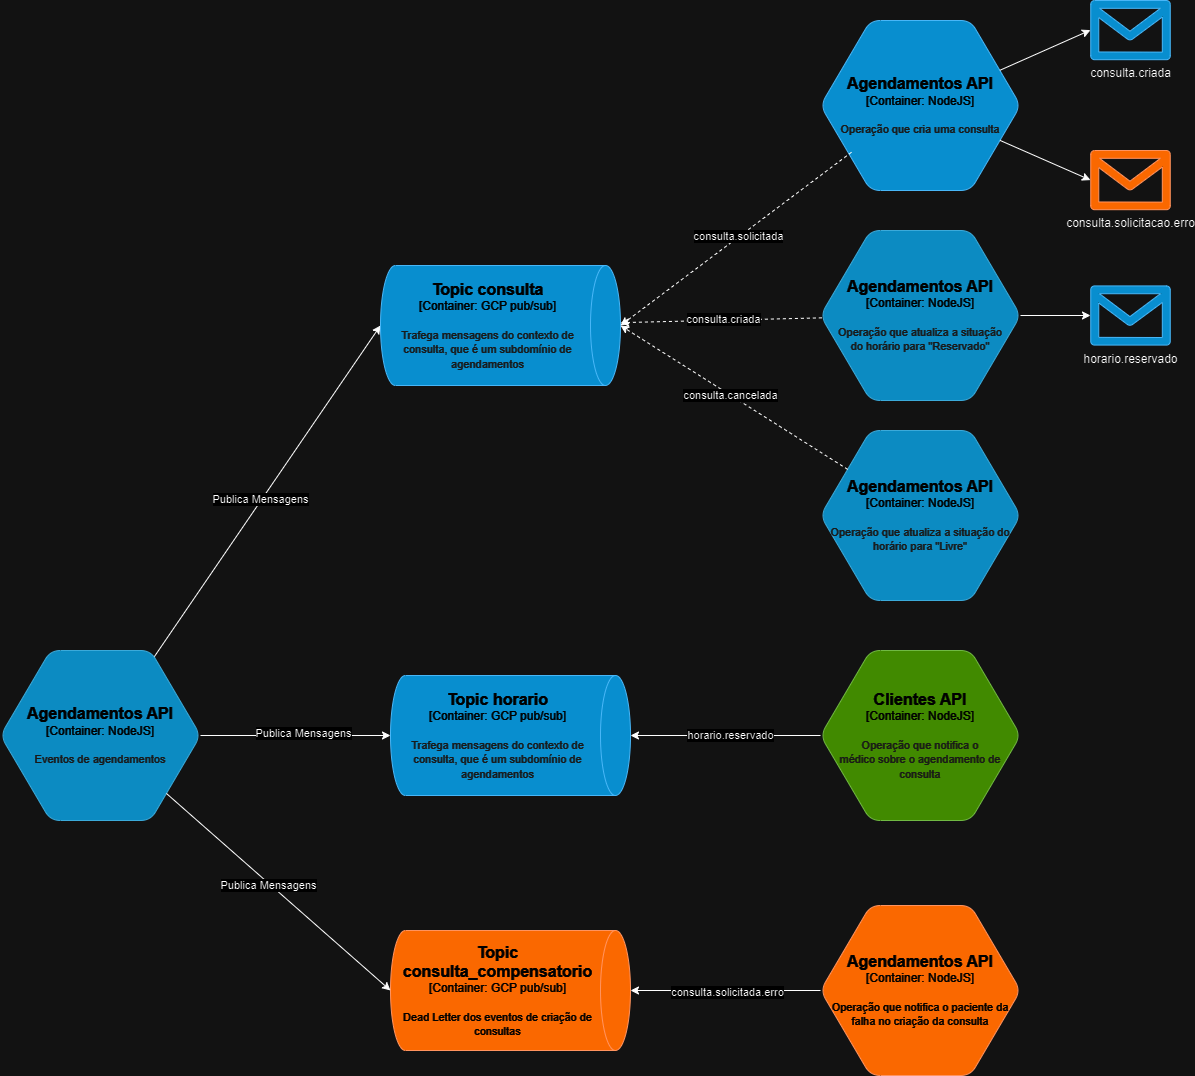 Agendamentos API
[Container: NodeJS]
Operação que cria uma consulta
consulta.criada
consulta.solicitacao.erro
consulta.solicitada
Topic consulta
[Container: GCP pub/sub]
Trafega mensagens do contexto de
consulta, que é um subdomínio de
agendamentos
consulta.criada
Agendamentos API
[Container: NodeJS]
Operação que atualiza a situação
do horário para "Reservado"
horario.reservado
consulta.cancelada
Agendamentos API
[Container: NodeJS]
Operação que atualiza a situação do
horário para "Livre"
Publica Mensagens
Agendamentos API
[Container: NodeJS]
Eventos de agendamentos
Publica Mensagens
Topic horario
[Container: GCP pub/sub]
Trafega mensagens do contexto de
consulta, que é um subdomínio de
agendamentos
horario.reservado
Clientes API
[Container: NodeJS]
Operação que notifica o
médico sobre o agendamento de
consulta
Publica Mensagens
Topic
consulta_compensatorio
[Container: GCP pub/sub]
Dead Letter dos eventos de criação de
consultas
consulta.solicitada.erro
Agendamentos API
[Container: NodeJS]
Operação que notifica o paciente da
falha no criação da consulta